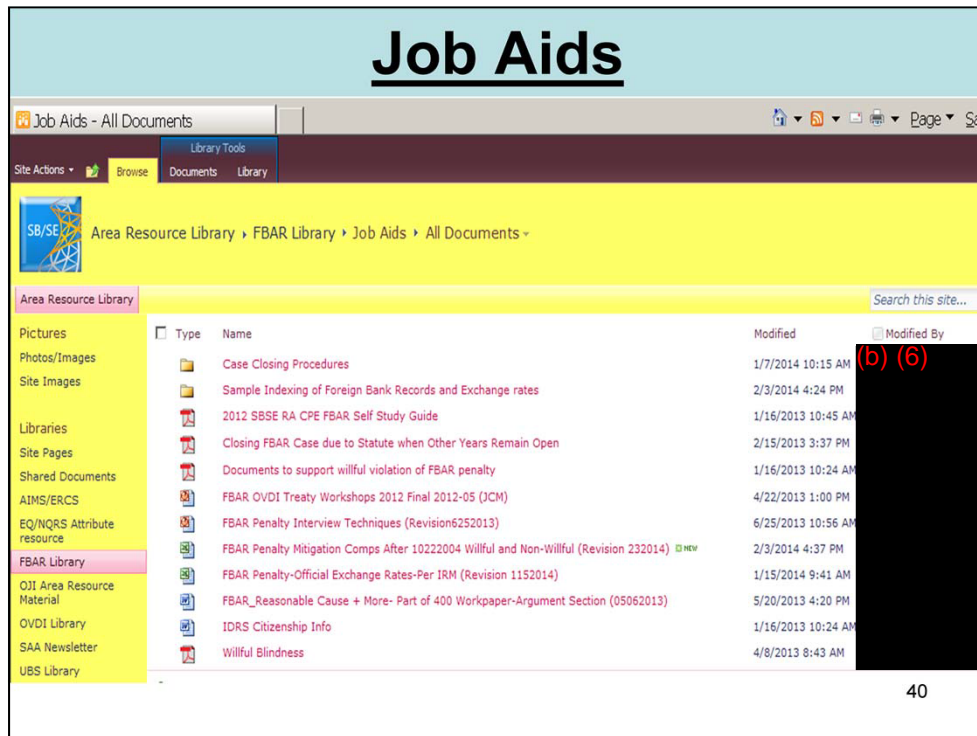 Job Aids
Job Aids - All Documents
Page
Library Tools
Site Actions
Browse
Documents
Library
SB/SE
Area Resource Library › FBAR Library › Job Aids › All Documents
Area Resource Library
Search this site...
Pictures
Photos/Images
Site Images
Libraries
Site Pages
Shared Documents
AIMS/ERCS
EQ/NQRS Attribute
resource
FBAR Library
OJI Area Resource
Material
OVDI Library
SAA Newsletter
UBS Library
Type Name Modified Modified By
Case Closing Procedures 1/7/2014 10:15 AM (b) (6)
Sample Indexing of Foreign Bank Records and Exchange rates 2/3/2014 4:24 PM
2012 SBSE RA CPE FBAR Self Study Guide 1/16/2013 10:45 AM
Closing FBAR Case due to Statute when Other Years Remain Open 2/15/2013 3:37 PM
Documents to support willful violation of FBAR penalty 1/16/2013 10:24 AM
FBAR OVDI Treaty Workshops 2012 Final 2012-05 (JCM) 4/22/2013 1:00 PM
FBAR Penalty Interview Techniques (Revision6252013) 6/25/2013 10:56 AM
FBAR Penalty Mitigation Comps After 10222004 Willful and Non-Willful (Revision 232014) NEW 2/3/2014 4:37 PM
FBAR Penalty-Official Exchange Rates-Per IRM (Revision 1152014) 1/15/2014 9:41 AM
FBAR_Reasonable Cause + More- Part of 400 Workpaper-Argument Section (05062013) 5/20/2013 4:20 PM
IDRS Citizenship Info 1/16/2013 10:24 AM
Willful Blindness 4/8/2013 8:43 AM
40